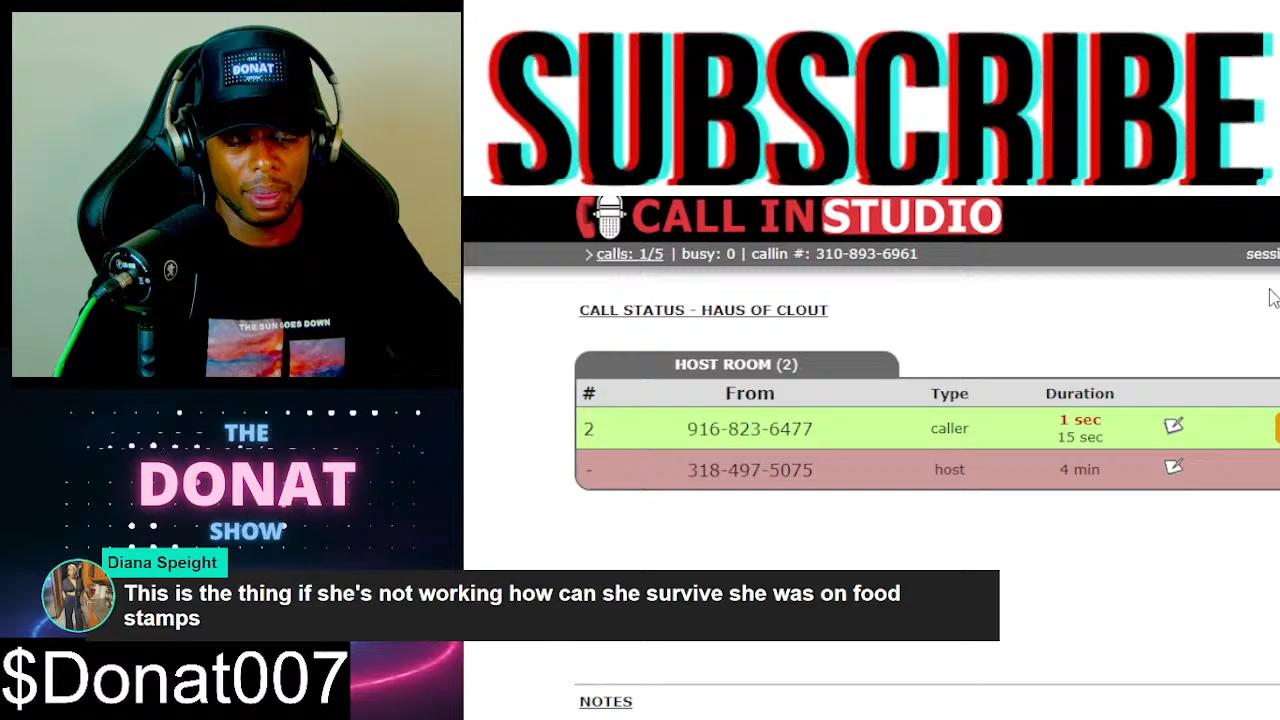 SUBSCRIBE
THE
DONAT
SHOW
THE SUN GOES DOWN
CALL IN STUDIO
calls: 1/5 | busy: 0 | callin #: 310-893-6961
sessi
CALL STATUS - HAUS OF CLOUT
HOST ROOM (2)
# From Type Duration
2 916-823-6477 caller 1 sec
15 sec
- 318-497-5075 host 4 min
THE
DONAT
SHOW
Diana Speight
This is the thing if she's not working how can she survive she was on food
stamps
$Donat007
NOTES